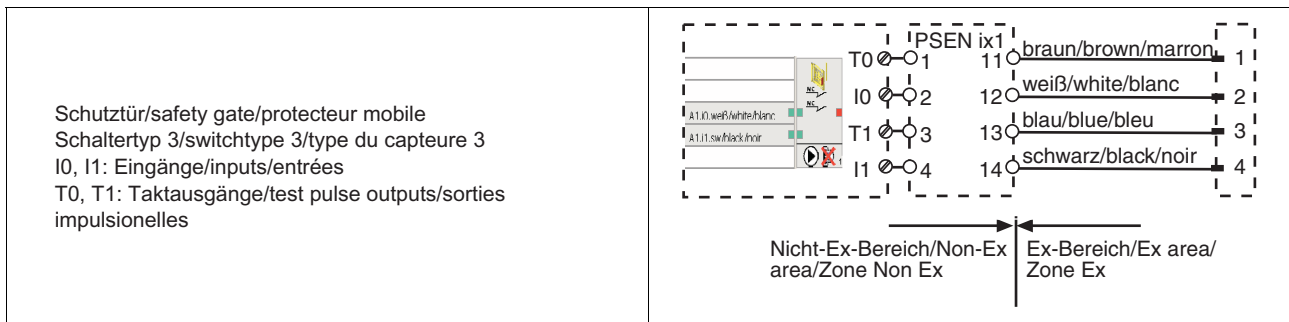 Schutztür/safety gate/protecteur mobile
Schaltertyp 3/switchtype 3/type du capteure 3
I0, I1: Eingänge/inputs/entrées
T0, T1: Taktausgänge/test pulse outputs/sorties
impulsionelles
PSEN ix1
T0 1 11 braun/brown/marron 1
NC
I0 2 12 weiß/white/blanc 2
A1.i0.weiß/white/blanc
T1 3 13 blau/blue/bleu 3
A1.i1.sw/black/noir
I1 4 14 schwarz/black/noir 4
Nicht-Ex-Bereich/Non-Ex
area/Zone Non Ex
Ex-Bereich/Ex area/
Zone Ex